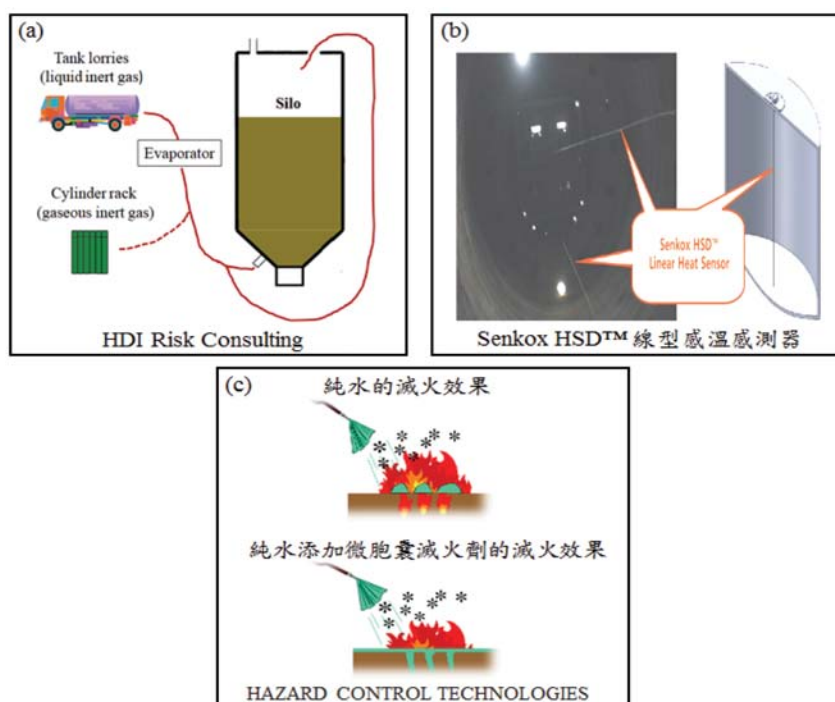 (a)
Tank lorries
(liquid inert gas)
Silo
Evaporator
Cylinder rack
(gaseous inert gas)
HDI Risk Consulting
(b)
Senkox HSD™
Linear Heat Sensor
Senkox HSD™ 線型感溫感測器
(c)
純水的滅火效果
純水添加微胞囊滅火劑的滅火效果
HAZARD CONTROL TECHNOLOGIES